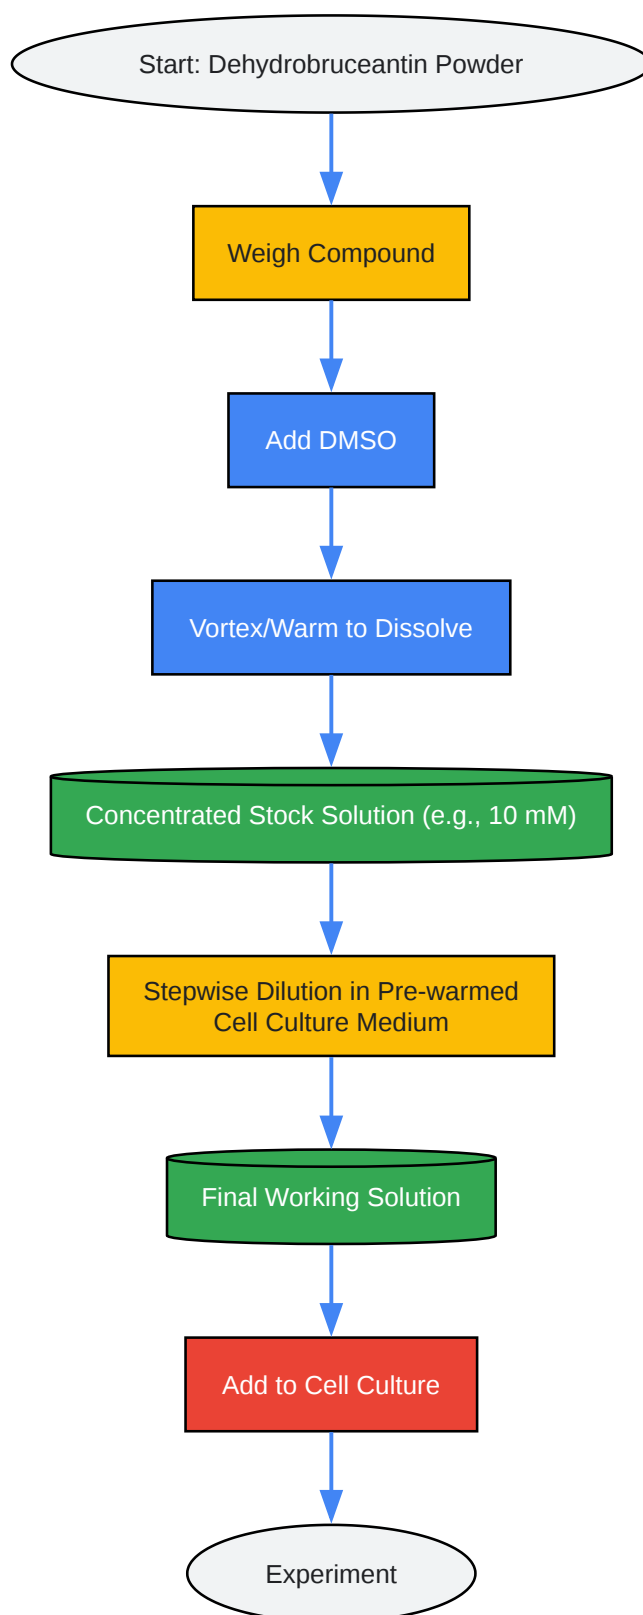 Start: Dehydrobruceantin Powder
Weigh Compound
Add DMSO
Vortex/Warm to Dissolve
Concentrated Stock Solution (e.g., 10 mM)
Stepwise Dilution in Pre-warmed
Cell Culture Medium
Final Working Solution
Add to Cell Culture
Experiment